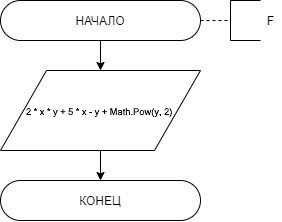 НАЧАЛО
F
2 * x * y + 5 * x - y + Math.Pow(y, 2)
КОНЕЦ